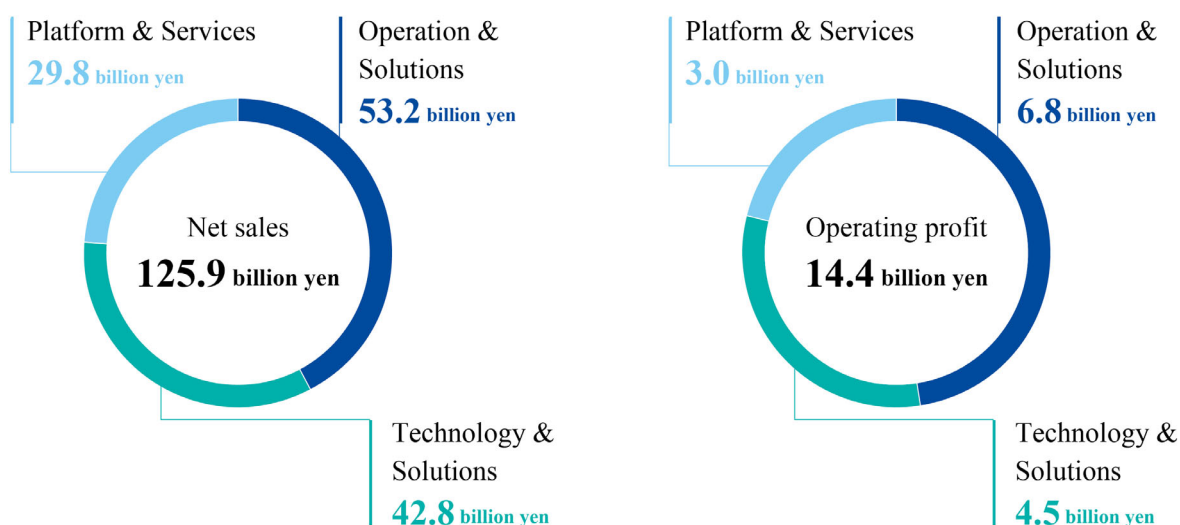 Platform & Services
29.8 billion yen
Operation &
Solutions
53.2 billion yen
Net sales
125.9 billion yen
Technology &
Solutions
42.8 billion yen
Platform & Services
3.0 billion yen
Operation &
Solutions
6.8 billion yen
Operating profit
14.4 billion yen
Technology &
Solutions
4.5 billion yen